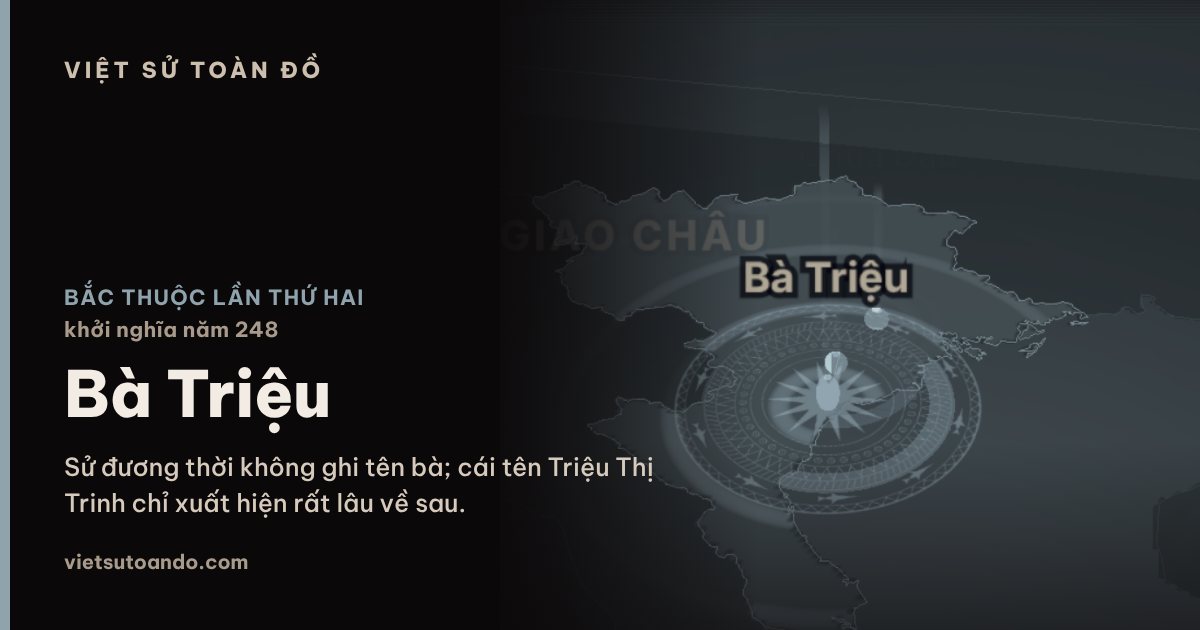 VIỆT SỬ TOÀN ĐỒ
GIAO CHÂU
Bà Triệu
BẮC THUỘC LẦN THỨ HAI
khởi nghĩa năm 248
Bà Triệu
Sử đương thời không ghi tên bà; cái tên Triệu Thị
Trinh chỉ xuất hiện rất lâu về sau.
vietsutoando.com